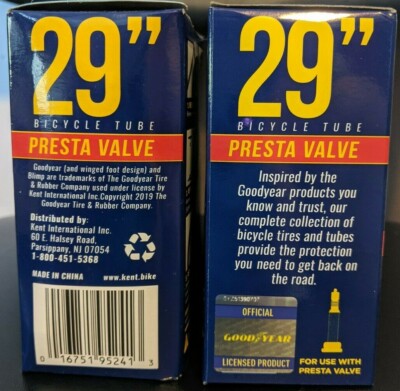 29”
BICYCLE TUBE
PRESTA VALVE
Goodyear (and winged foot design) and
Blimp are trademarks of The Goodyear Tire
& Rubber Company used under license by
Kent International Inc.Copyright 2019 The
Goodyear Tire & Rubber Company.
Distributed by:
Kent International Inc.
60 E. Halsey Road,
Parsippany, NJ 07054
1-800-451-5368
MADE IN CHINA
www.kent.bike
0 16751 95241 3
29”
BICYCLE TUBE
PRESTA VALVE
Inspired by the
Goodyear products you
know and trust, our
complete collection of
bicycle tires and tubes
provide the protection
you need to get back on
the road.
OFFICIAL
GOODYEAR
LICENSED PRODUCT
FOR USE WITH
PRESTA VALVE